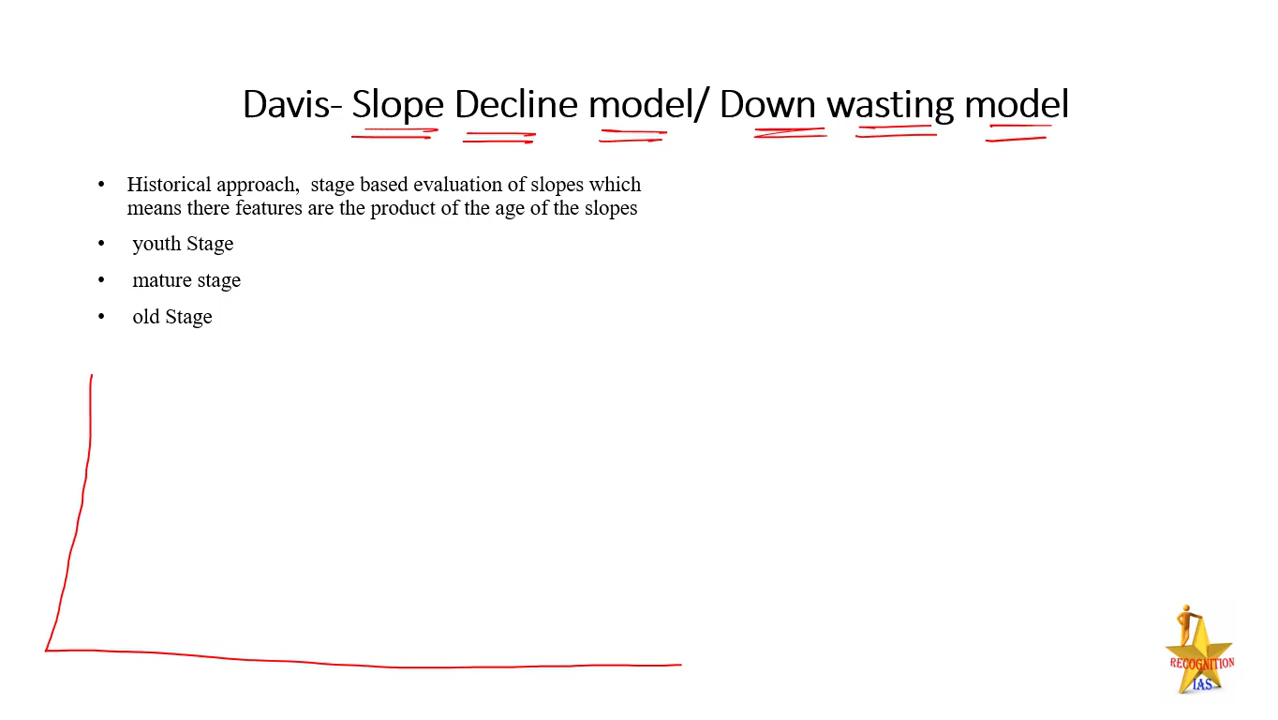 Davis- Slope Decline model/ Down wasting model
• Historical approach, stage based evaluation of slopes which
means there features are the product of the age of the slopes
• youth Stage
• mature stage
• old Stage
RECOGNITION
IAS